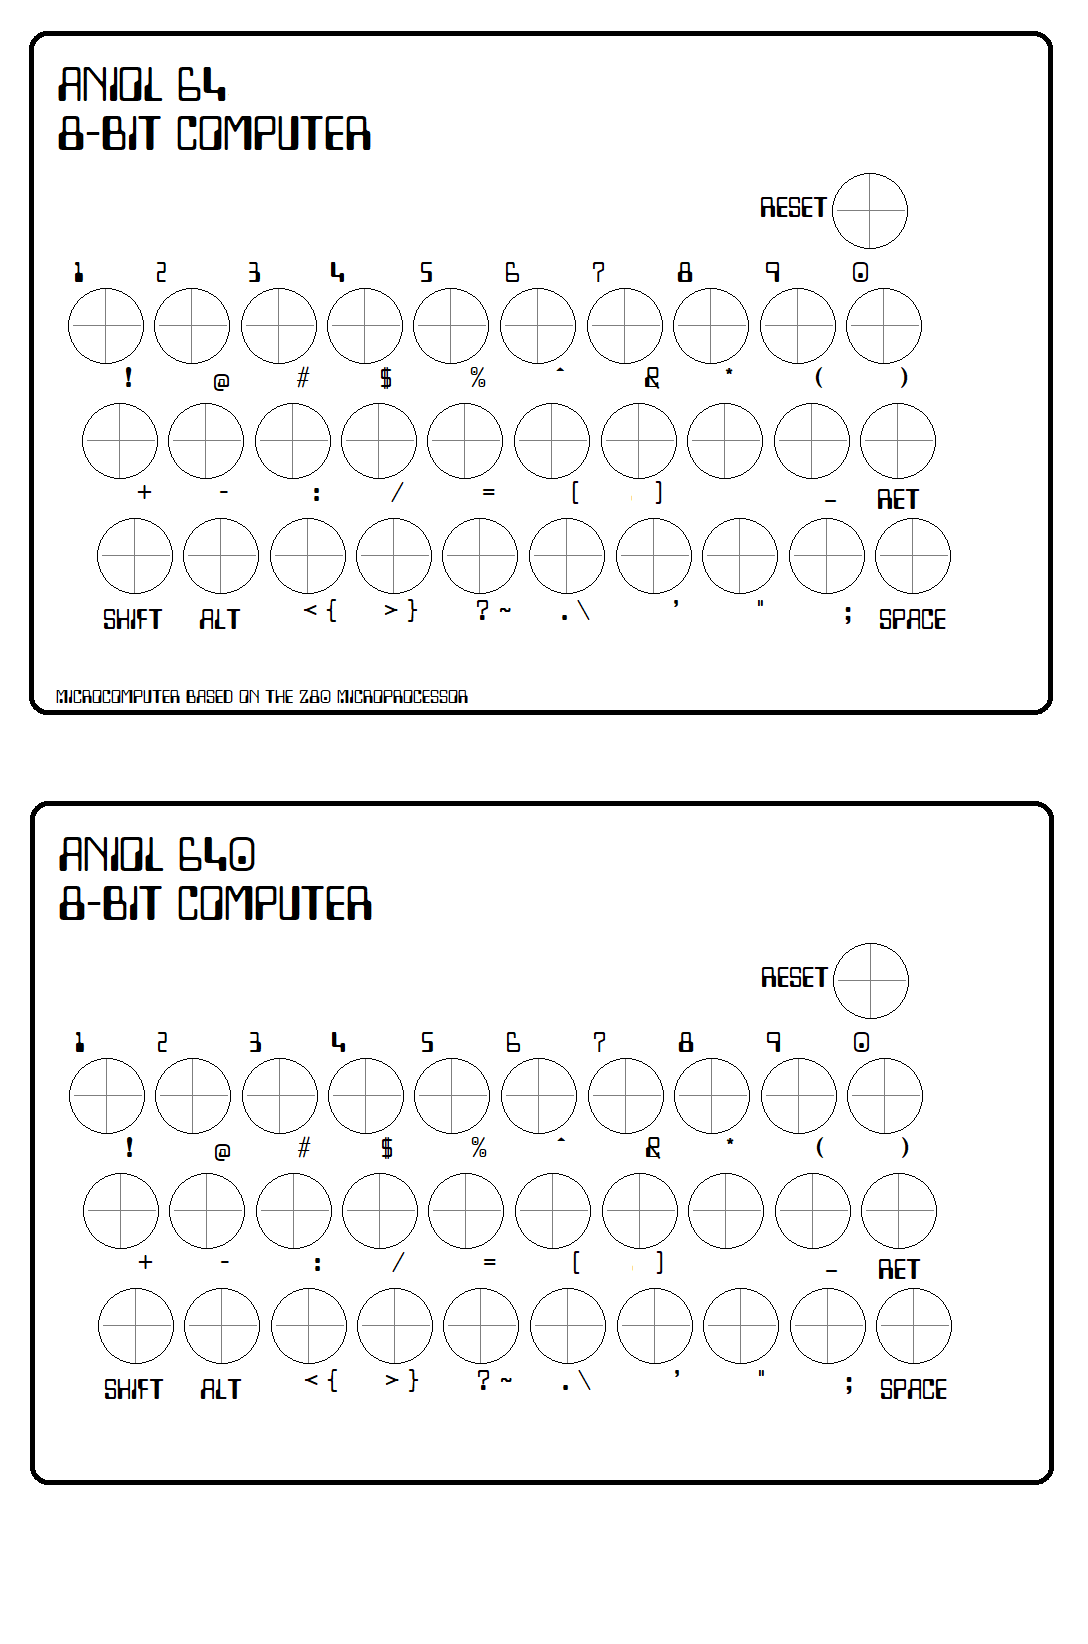 ANIOL 64
8-BIT COMPUTER
RESET
1 2 3 4 5 6 7 8 9 0
! @ # $ % ^ & * ( )
+ - : / = [ ] _ RET
SHIFT ALT < { > } ? ~ . \ ' " ; SPACE
MICROCOMPUTER BASED ON THE Z80 MICROPROCESSOR
ANIOL 640
8-BIT COMPUTER
RESET
1 2 3 4 5 6 7 8 9 0
! @ # $ % ^ & * ( )
+ - : / = [ ] _ RET
SHIFT ALT < { > } ? ~ . \ ' " ; SPACE